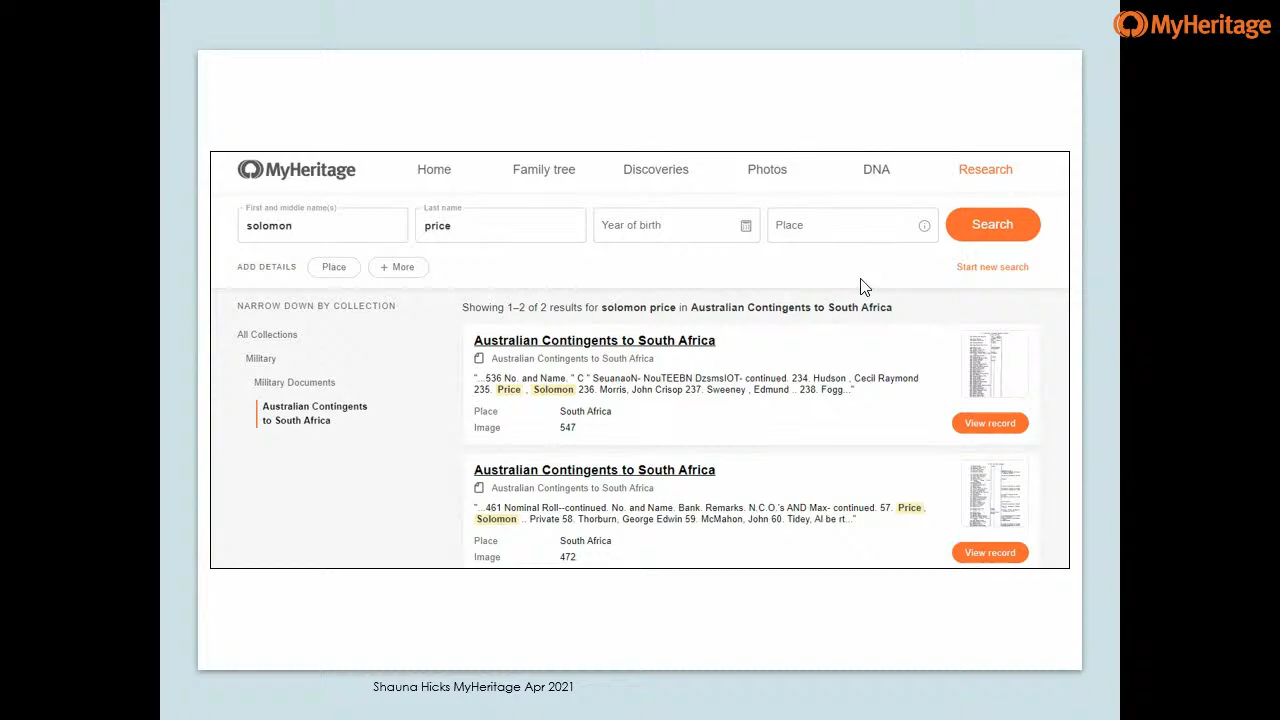 MyHeritage
MyHeritage Home Family tree Discoveries Photos DNA Research
First and middle name(s) Last name
solomon price Year of birth Place Search
ADD DETAILS Place + More Start new search
NARROW DOWN BY COLLECTION
All Collections
Military
Military Documents
Australian Contingents
to South Africa
Showing 1–2 of 2 results for solomon price in Australian Contingents to South Africa
Australian Contingents to South Africa
Australian Contingents to South Africa
"...536 No. and Name. " C " SeuanaoN- NouTEEBN DzsmsIOT- continued. 234. Hudson , Cecil Raymond
235. Price , Solomon 236. Morris, John Crisop 237. Sweeney , Edmund .. 238. Fogg..."
Place South Africa
Image 547
View record
Australian Contingents to South Africa
Australian Contingents to South Africa
"...461 Nominal Roll--continued. No. and Name. Bank. Remarks. N.C.O.'s AND Max- continued. 57. Price ,
Solomon .. Private 58. Thorburn, George Edwin 59. McMahon, John 60. Tidey, Al be rt..."
Place South Africa
Image 472
View record
Shauna Hicks MyHeritage Apr 2021